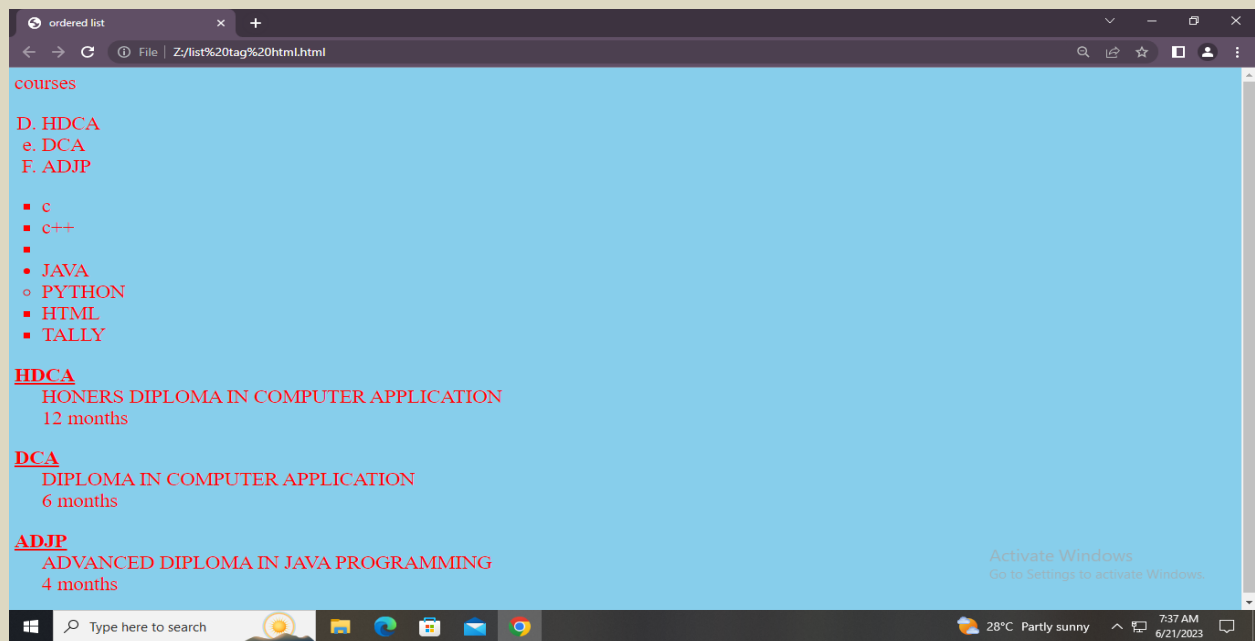 ordered list
File | Z:/list%20tag%20html.html
courses
D. HDCA
e. DCA
F. ADJP
c
c++
JAVA
PYTHON
HTML
TALLY
HDCA
HONERS DIPLOMA IN COMPUTER APPLICATION
12 months
DCA
DIPLOMA IN COMPUTER APPLICATION
6 months
ADJP
ADVANCED DIPLOMA IN JAVA PROGRAMMING
4 months
Activate Windows
Go to Settings to activate Windows.
Type here to search
28°C Partly sunny
7:37 AM
6/21/2023